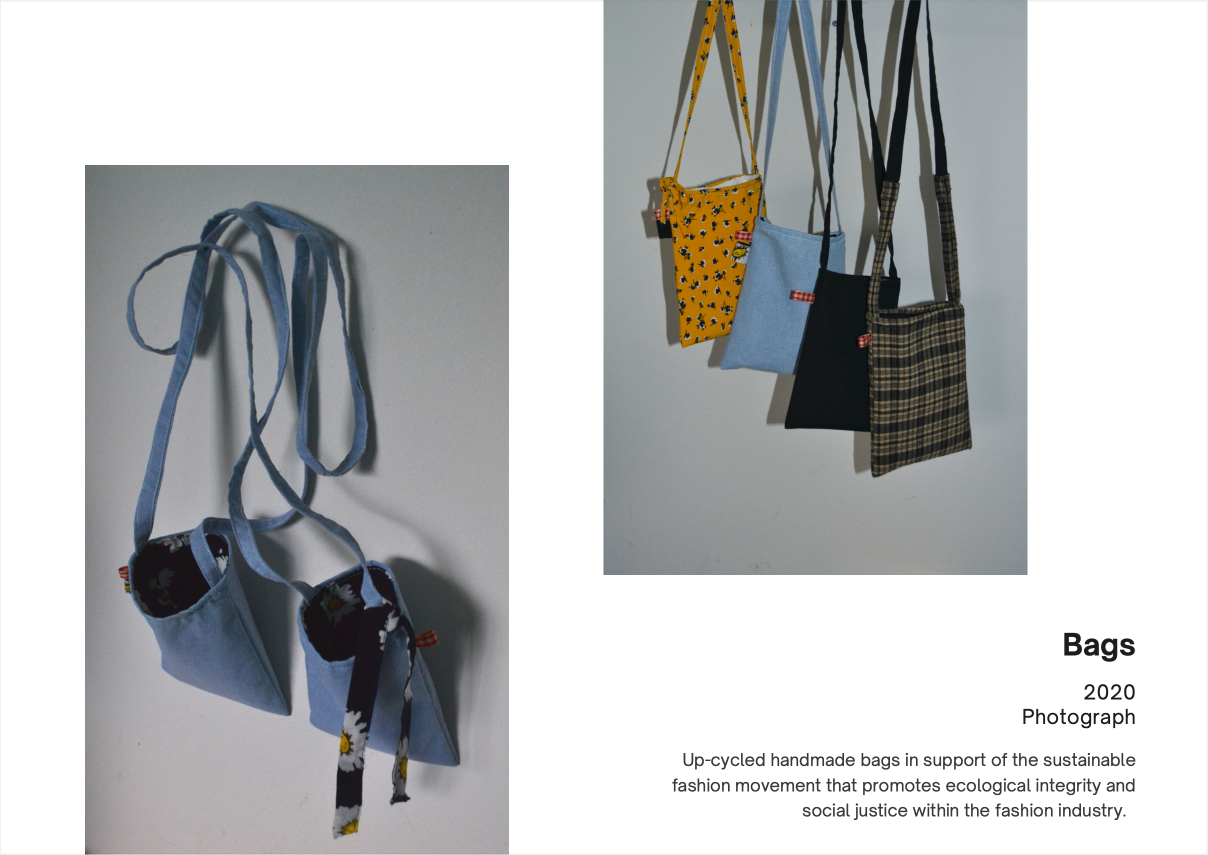 Bags
2020
Photograph
Up-cycled handmade bags in support of the sustainable
fashion movement that promotes ecological integrity and
social justice within the fashion industry.